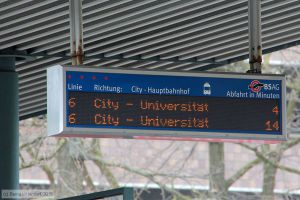 BSAG
Linie Richtung: City - Hauptbahnhof Abfahrt in Minuten
6 City - Universität 4
6 City - Universität 14